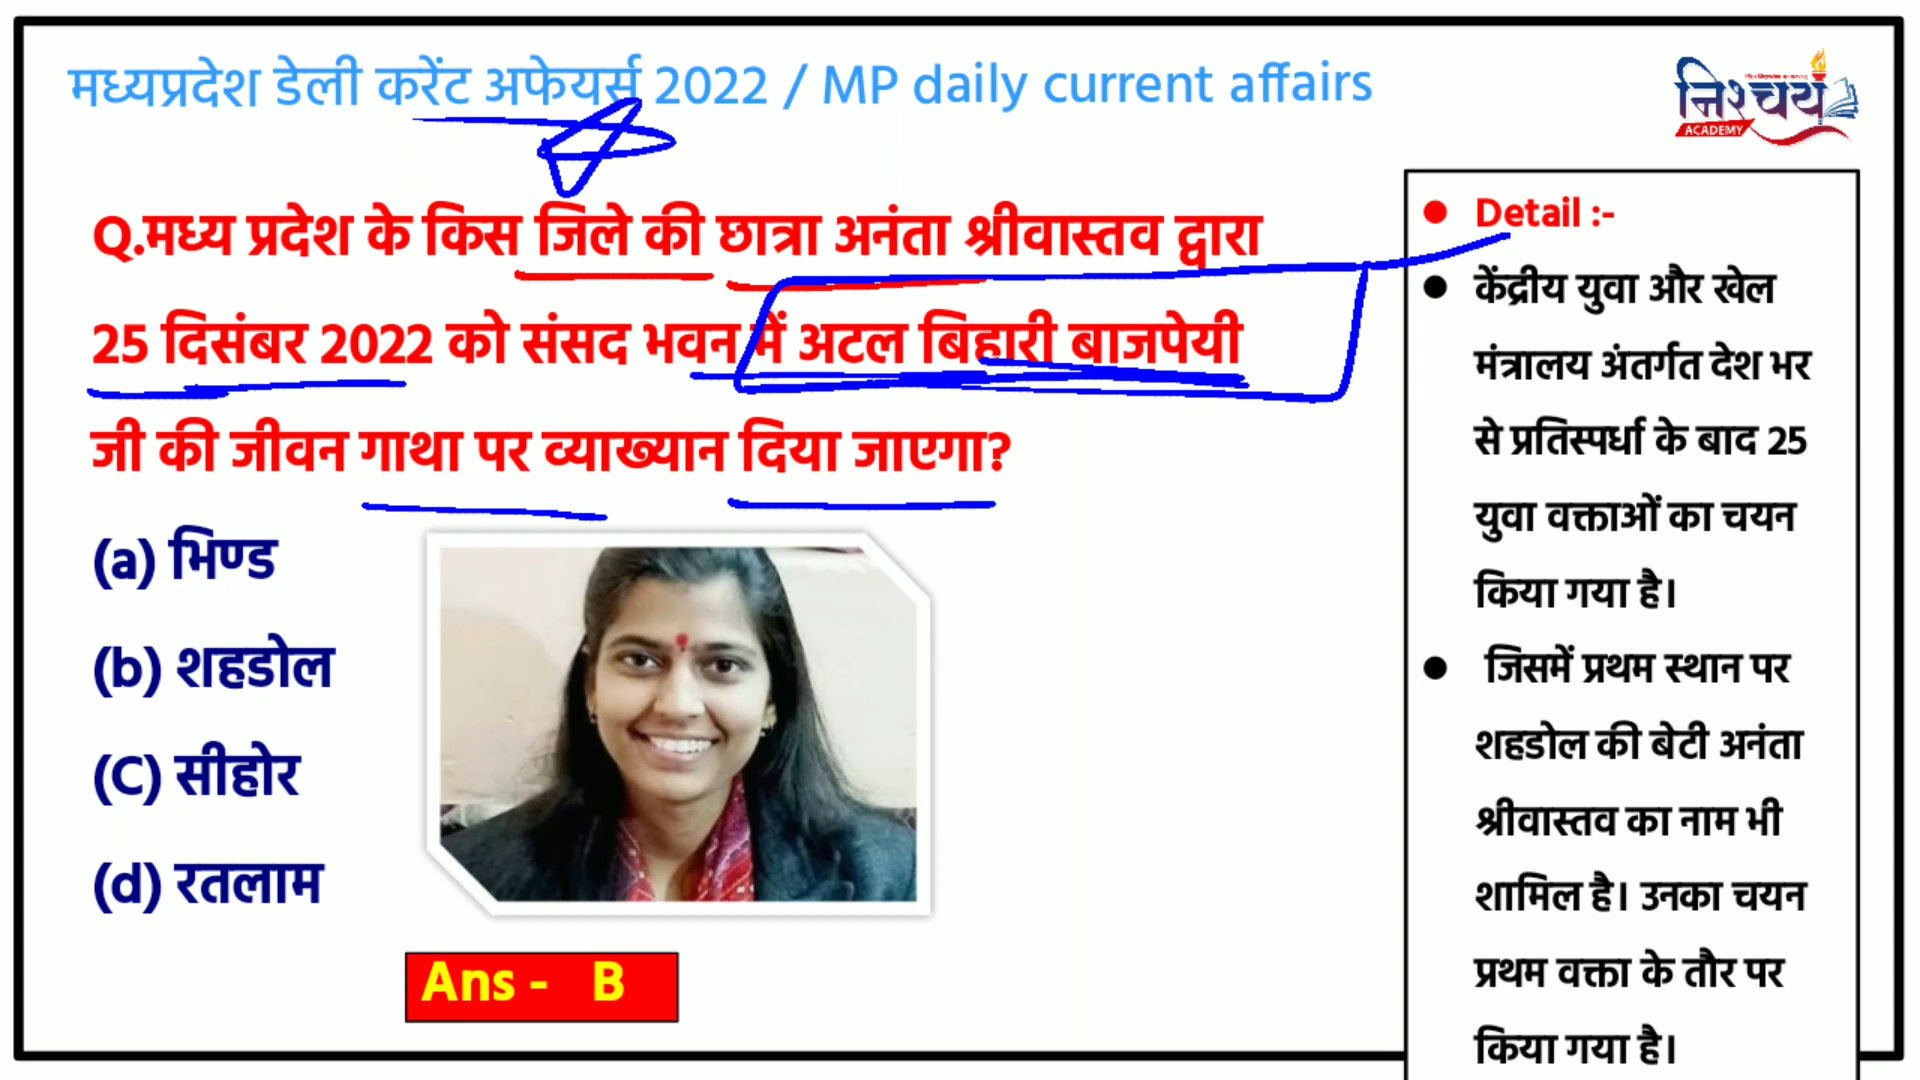 मध्यप्रदेश डेली करेंट अफेयर्स 2022 / MP daily current affairs
निश्चय
ACADEMY
Q.मध्य प्रदेश के किस जिले की छात्रा अनंता श्रीवास्तव द्वारा
25 दिसंबर 2022 को संसद भवन में अटल बिहारी बाजपेयी
जी की जीवन गाथा पर व्याख्यान दिया जाएगा?
(a) भिण्ड
(b) शहडोल
(C) सीहोर
(d) रतलाम
Ans - B
Detail :-
केंद्रीय युवा और खेल
मंत्रालय अंतर्गत देश भर
से प्रतिस्पर्धा के बाद 25
युवा वक्ताओं का चयन
किया गया है।
जिसमें प्रथम स्थान पर
शहडोल की बेटी अनंता
श्रीवास्तव का नाम भी
शामिल है। उनका चयन
प्रथम वक्ता के तौर पर
किया गया है।